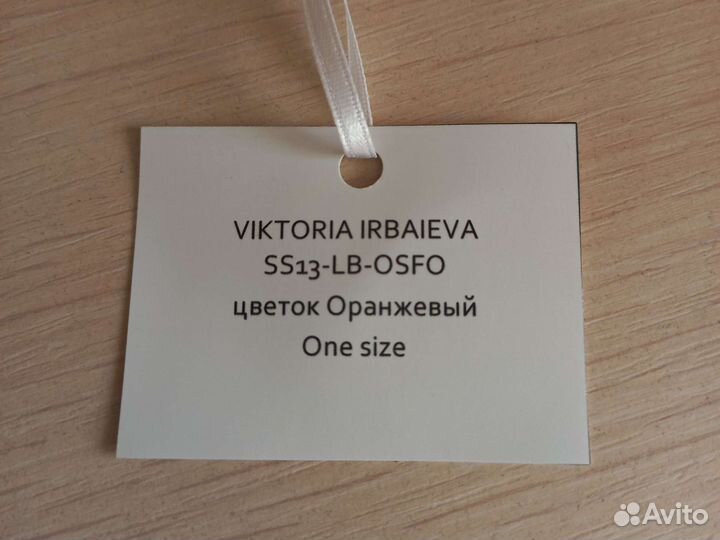 VIKTORIA IRBAIEVA
SS13-LB-OSFO
цветок Оранжевый
One size
Avito